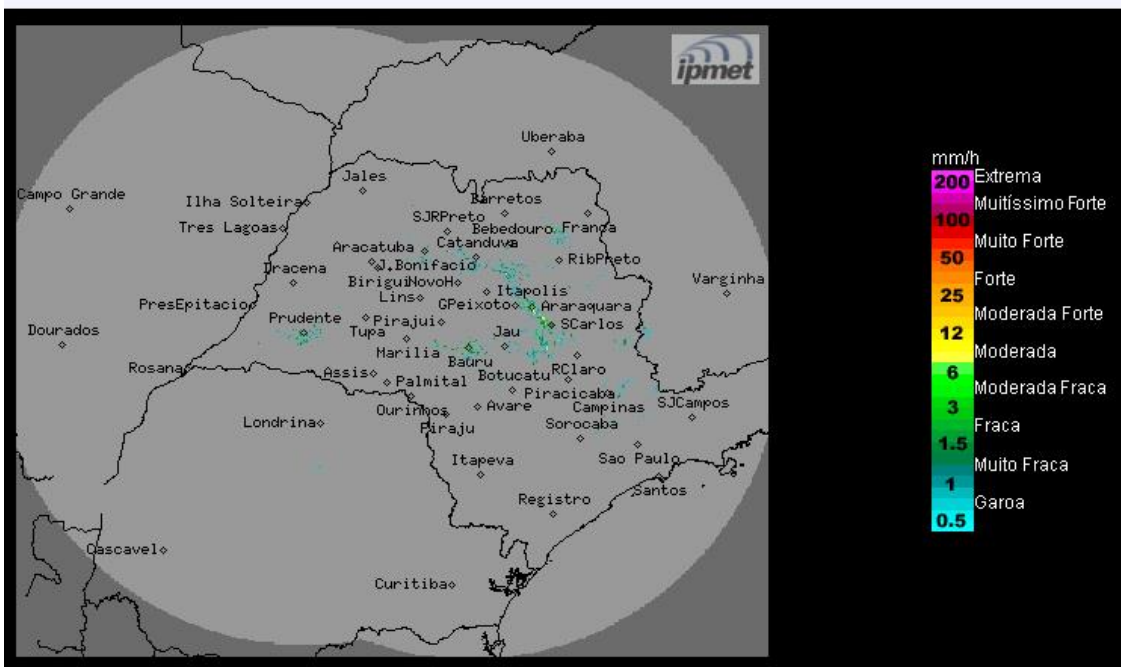 ipmet
Uberaba
Jales
Campo Grande
Ilha Solteira
Barretos
SJRPreto
Tres Lagoas
Bebedouro
Franca
Aracatuba
Catanduva
J.Bonifacio
RibPreto
Dracena
Birigui
NovoH
Itapolis
Varginha
Lins
GPeixoto
Araraquara
PresEpitacio
Prudente
Pirajui
SCarlos
Dourados
Tupa
Jau
Marilia
Bauru
Rosana
Assis
Botucatu
RClaro
Palmital
Piracicaba
Ourinhos
Avare
Campinas
SJCampos
Londrina
Piraju
Sorocaba
Itapeva
Sao Paulo
Santos
Registro
Cascavel
Curitiba
mm/h
200 Extrema
Muitíssimo Forte
100
Muito Forte
50
Forte
25
Moderada Forte
12
Moderada
6
Moderada Fraca
3
Fraca
1.5
Muito Fraca
1
Garoa
0.5